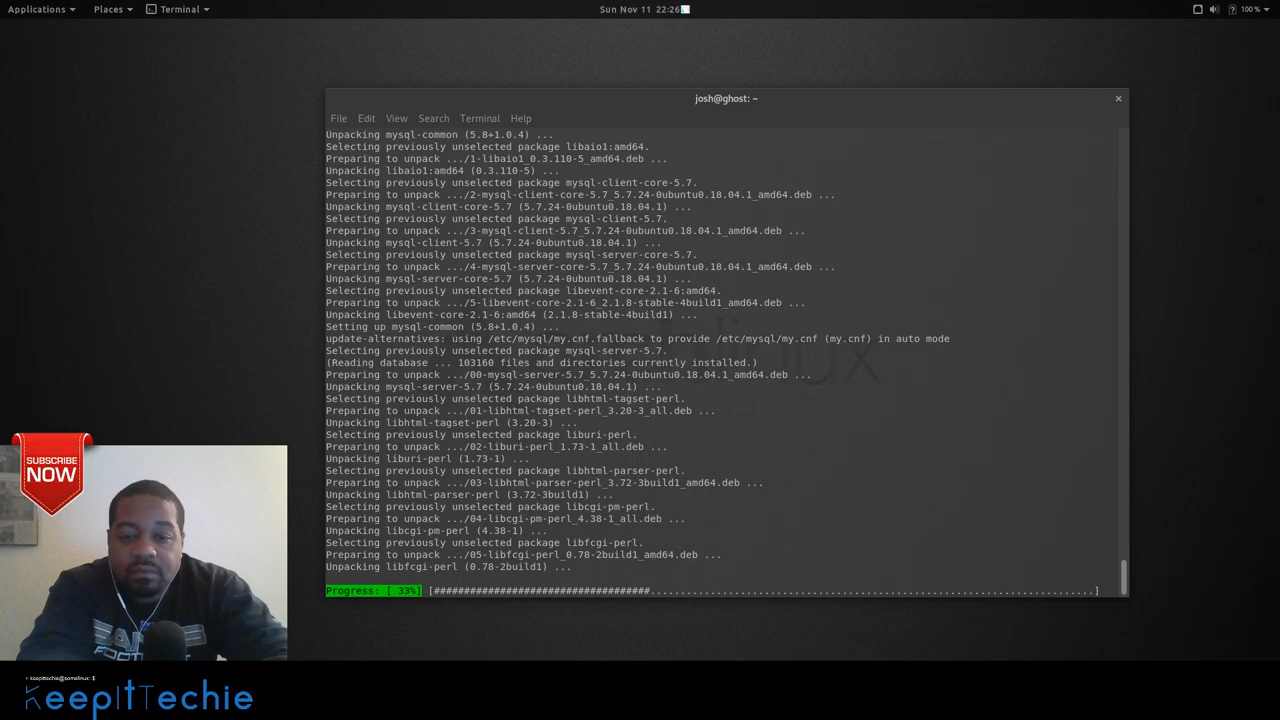 Applications Places Terminal Sun Nov 11 22:26 100%
josh@ghost: ~
File Edit View Search Terminal Help
Unpacking mysql-common (5.8+1.0.4) ...
Selecting previously unselected package libaio1:amd64.
Preparing to unpack .../1-libaio1_0.3.110-5_amd64.deb ...
Unpacking libaio1:amd64 (0.3.110-5) ...
Selecting previously unselected package mysql-client-core-5.7.
Preparing to unpack .../2-mysql-client-core-5.7_5.7.24-0ubuntu0.18.04.1_amd64.deb ...
Unpacking mysql-client-core-5.7 (5.7.24-0ubuntu0.18.04.1) ...
Selecting previously unselected package mysql-client-5.7.
Preparing to unpack .../3-mysql-client-5.7_5.7.24-0ubuntu0.18.04.1_amd64.deb ...
Unpacking mysql-client-5.7 (5.7.24-0ubuntu0.18.04.1) ...
Selecting previously unselected package mysql-server-core-5.7.
Preparing to unpack .../4-mysql-server-core-5.7_5.7.24-0ubuntu0.18.04.1_amd64.deb ...
Unpacking mysql-server-core-5.7 (5.7.24-0ubuntu0.18.04.1) ...
Selecting previously unselected package libevent-core-2.1-6:amd64.
Preparing to unpack .../5-libevent-core-2.1-6_2.1.8-stable-4build1_amd64.deb ...
Unpacking libevent-core-2.1-6:amd64 (2.1.8-stable-4build1) ...
Setting up mysql-common (5.8+1.0.4) ...
update-alternatives: using /etc/mysql/my.cnf.fallback to provide /etc/mysql/my.cnf (my.cnf) in auto mode
Selecting previously unselected package mysql-server-5.7.
(Reading database ... 103160 files and directories currently installed.)
Preparing to unpack .../00-mysql-server-5.7_5.7.24-0ubuntu0.18.04.1_amd64.deb ...
Unpacking mysql-server-5.7 (5.7.24-0ubuntu0.18.04.1) ...
Selecting previously unselected package libhtml-tagset-perl.
Preparing to unpack .../01-libhtml-tagset-perl_3.20-3_all.deb ...
Unpacking libhtml-tagset-perl (3.20-3) ...
Selecting previously unselected package liburi-perl.
Preparing to unpack .../02-liburi-perl_1.73-1_all.deb ...
Unpacking liburi-perl (1.73-1) ...
Selecting previously unselected package libhtml-parser-perl.
Preparing to unpack .../03-libhtml-parser-perl_3.72-3build1_amd64.deb ...
Unpacking libhtml-parser-perl (3.72-3build1) ...
Selecting previously unselected package libcgi-pm-perl.
Preparing to unpack .../04-libcgi-pm-perl_4.38-1_all.deb ...
Unpacking libcgi-pm-perl (4.38-1) ...
Selecting previously unselected package libfcgi-perl.
Preparing to unpack .../05-libfcgi-perl_0.78-2build1_amd64.deb ...
Unpacking libfcgi-perl (0.78-2build1) ...
Progress: [ 33%] [####################################..........................................................................]
SUBSCRIBE
NOW
> keepittechie@somelinux:-$
KeepItTechie